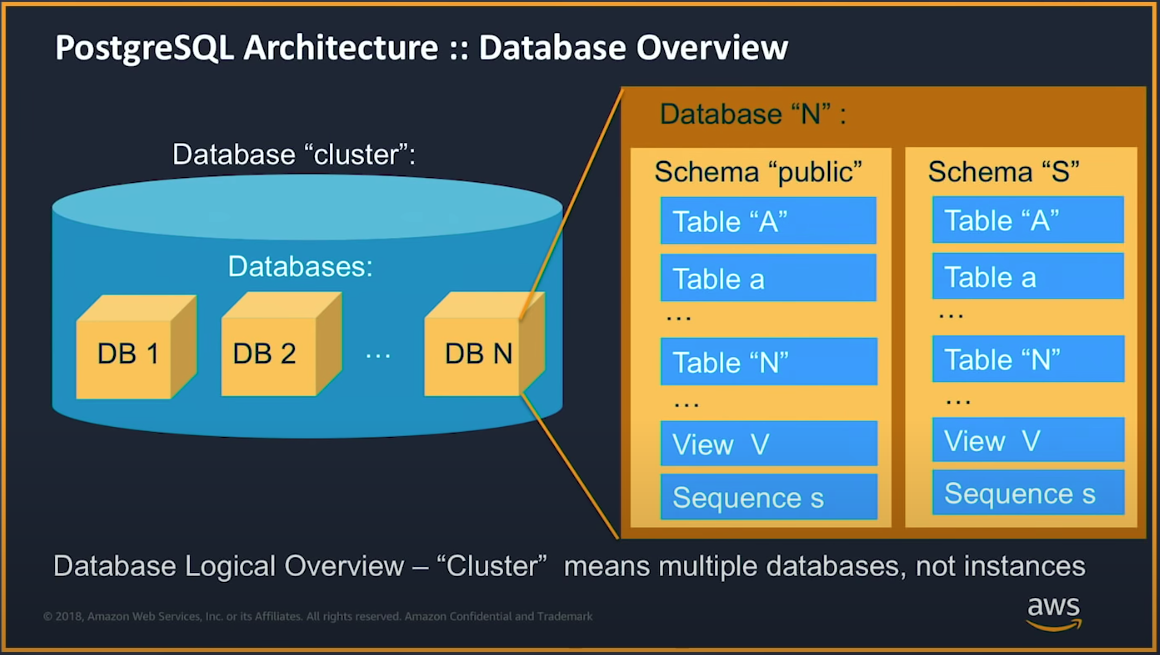 PostgreSQL Architecture :: Database Overview
Database “cluster”:
Databases:
DB 1
DB 2
...
DB N
Database “N” :
Schema “public”
Table “A”
Table a
...
Table “N”
...
View V
Sequence s
Schema “S”
Table “A”
Table a
...
Table “N”
...
View V
Sequence s
Database Logical Overview – “Cluster” means multiple databases, not instances
© 2018, Amazon Web Services, Inc. or its Affiliates. All rights reserved. Amazon Confidential and Trademark
aws